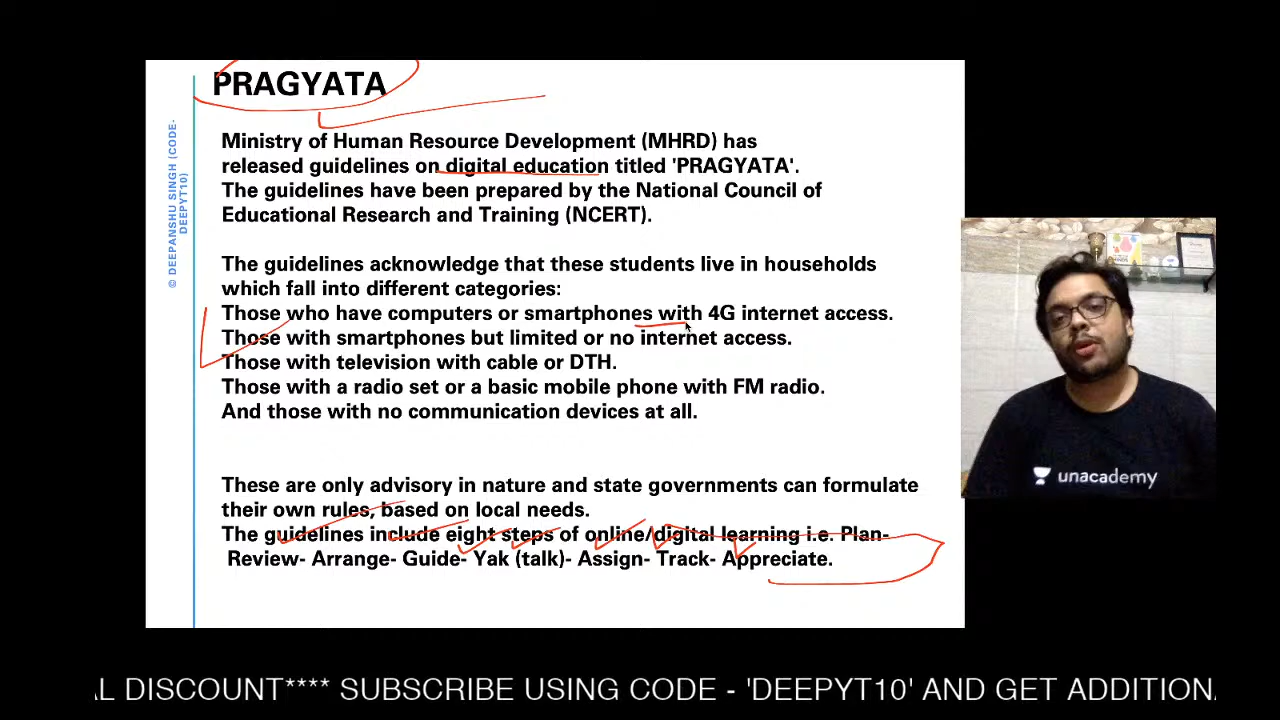 PRAGYATA
© DEEPANSHU SINGH (CODE-
DEEPYT10)
Ministry of Human Resource Development (MHRD) has
released guidelines on digital education titled 'PRAGYATA'.
The guidelines have been prepared by the National Council of
Educational Research and Training (NCERT).
The guidelines acknowledge that these students live in households
which fall into different categories:
Those who have computers or smartphones with 4G internet access.
Those with smartphones but limited or no internet access.
Those with television with cable or DTH.
Those with a radio set or a basic mobile phone with FM radio.
And those with no communication devices at all.
These are only advisory in nature and state governments can formulate
their own rules, based on local needs.
The guidelines include eight steps of online/digital learning i.e. Plan-
Review- Arrange- Guide- Yak (talk)- Assign- Track- Appreciate.
unacademy
AL DISCOUNT**** SUBSCRIBE USING CODE - 'DEEPYT10' AND GET ADDITION